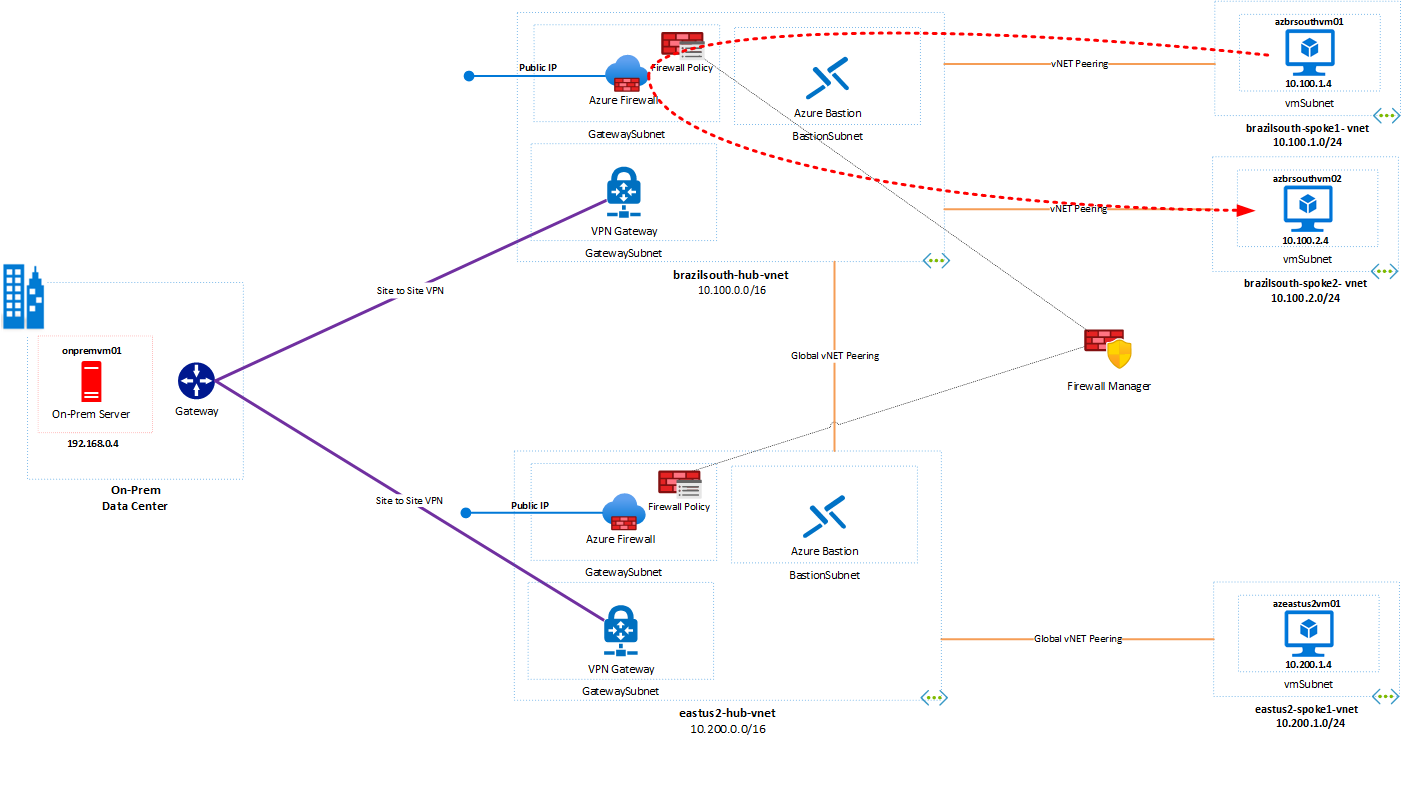 azbrsouthvm01
10.100.1.4
vmSubnet
brazilsouth-spoke1- vnet
10.100.1.0/24
vNET Peering
Public IP
Firewall Policy
Azure Firewall
GatewaySubnet
Azure Bastion
BastionSubnet
VPN Gateway
GatewaySubnet
brazilsouth-hub-vnet
10.100.0.0/16
vNET Peering
azbrsouthvm02
10.100.2.4
vmSubnet
brazilsouth-spoke2- vnet
10.100.2.0/24
Site to Site VPN
onpremvm01
On-Prem Server
192.168.0.4
Gateway
On-Prem
Data Center
Global vNET Peering
Firewall Manager
Site to Site VPN
Public IP
Firewall Policy
Azure Firewall
GatewaySubnet
Azure Bastion
BastionSubnet
VPN Gateway
GatewaySubnet
eastus2-hub-vnet
10.200.0.0/16
Global vNET Peering
azeastus2vm01
10.200.1.4
vmSubnet
eastus2-spoke1-vnet
10.200.1.0/24